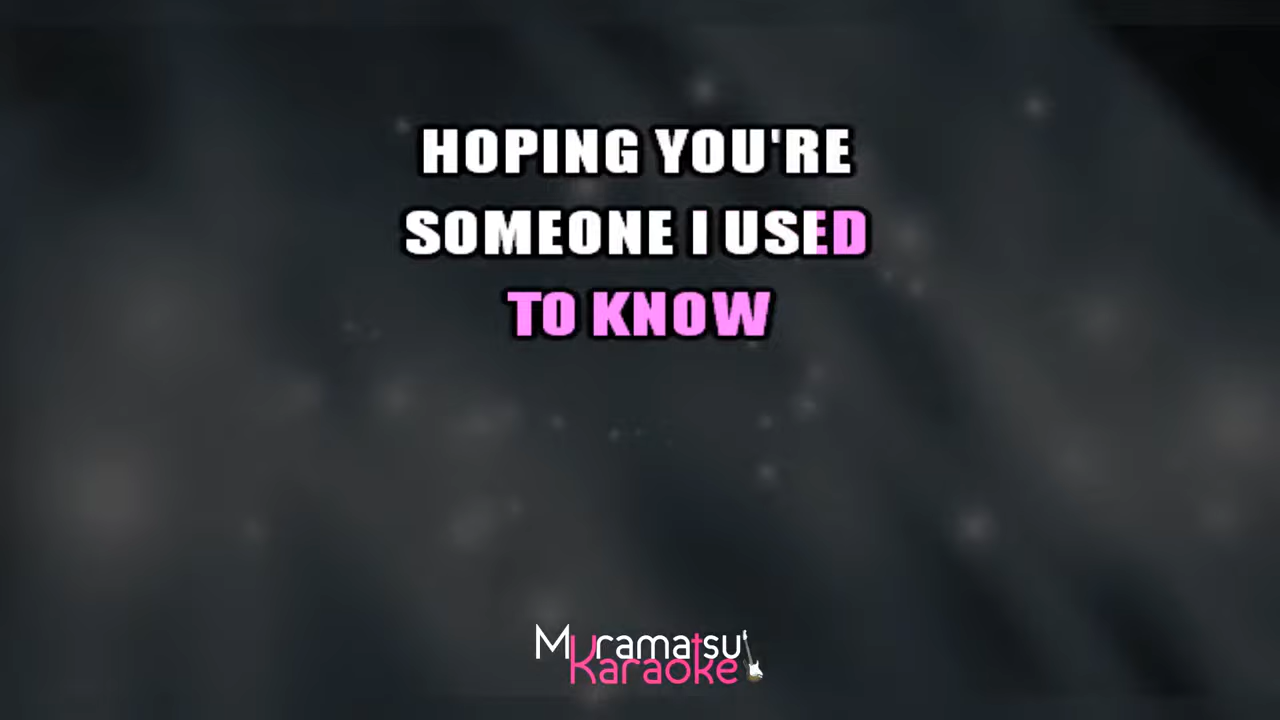 HOPING YOU'RE
SOMEONE I USED
TO KNOW
Muramatsu
Karaoke